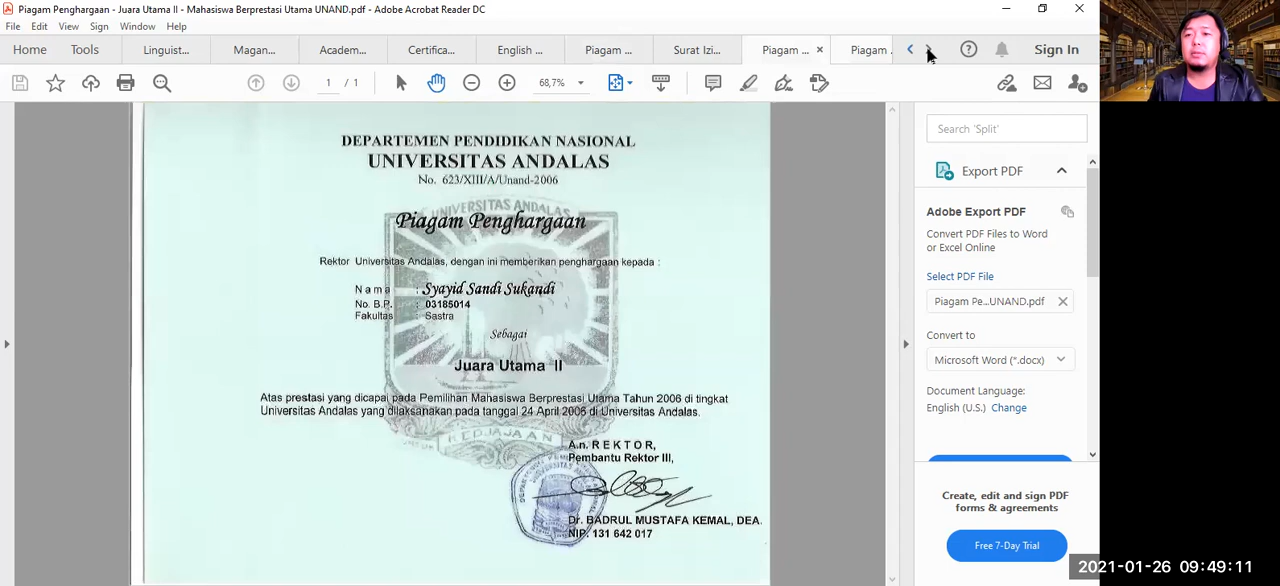 Piagam Penghargaan - Juara Utama II - Mahasiswa Berprestasi Utama UNAND.pdf - Adobe Acrobat Reader DC
File Edit View Sign Window Help
Home Tools Linguist... Magan... Academ... Certifica... English ... Piagam ... Surat Izi... Piagam ... × Piagam . Sign In
1 / 1 68,7%
DEPARTEMEN PENDIDIKAN NASIONAL
UNIVERSITAS ANDALAS
No. 623/XIII/A/Unand-2006
UNIVERSITAS ANDALAS
Piagam Penghargaan
Rektor Universitas Andalas, dengan ini memberikan penghargaan kepada :
N a m a : Syayid Sandi Sukandi
No. B.P. : 03185014
Fakultas : Sastra
Sebagai
Juara Utama II
Atas prestasi yang dicapai pada Pemilihan Mahasiswa Berprestasi Utama Tahun 2006 di tingkat
Universitas Andalas yang dilaksanakan pada tanggal 24 April 2006 di Universitas Andalas.
KEDJAJAAN
A.n. R E K T O R,
Pembantu Rektor III,
Dr. BADRUL MUSTAFA KEMAL, DEA.
NIP. 131 642 017
Search 'Split'
Export PDF
Adobe Export PDF
Convert PDF Files to Word
or Excel Online
Select PDF File
Piagam Pe...UNAND.pdf
Convert to
Microsoft Word (*.docx)
Document Language:
English (U.S.) Change
Create, edit and sign PDF
forms & agreements
Free 7-Day Trial
2021-01-26 09:49:11